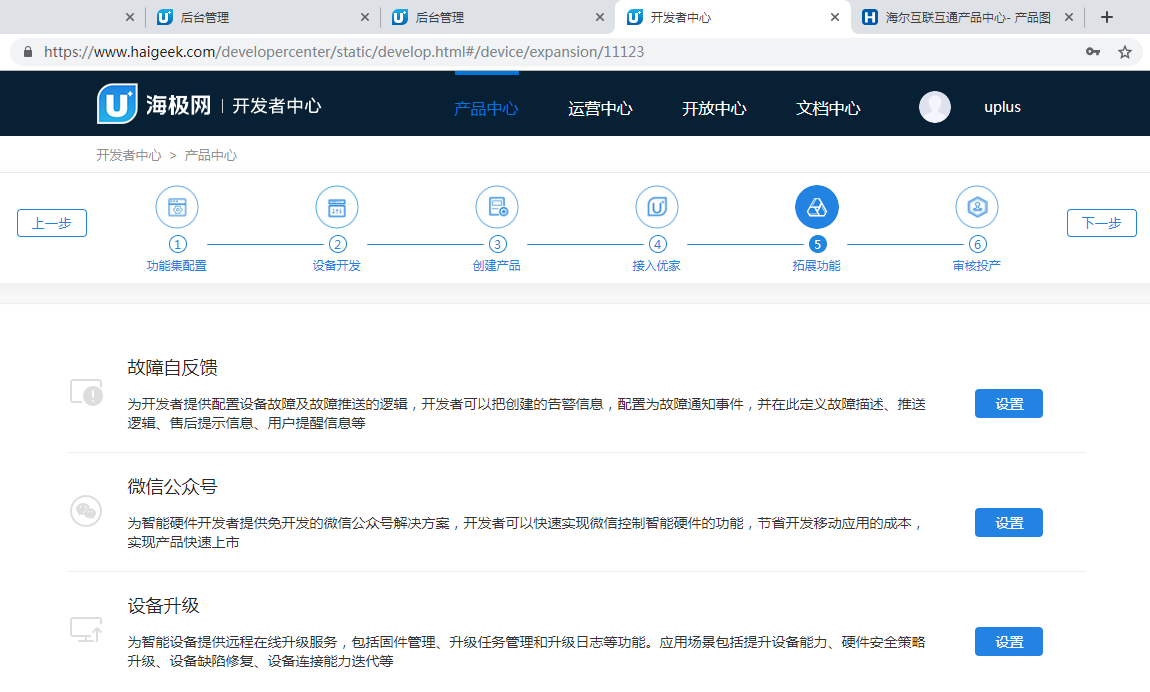 后台管理
后台管理
开发者中心
海尔互联互通产品中心- 产品图
https://www.haigeek.com/developercenter/static/develop.html#/device/expansion/11123
U+ 海极网 | 开发者中心
产品中心
运营中心
开放中心
文档中心
uplus
开发者中心 > 产品中心
上一步
下一步
1
2
3
4
5
6
功能集配置
设备开发
创建产品
接入优家
拓展功能
审核投产
故障自反馈
为开发者提供配置设备故障及故障推送的逻辑，开发者可以把创建的告警信息，配置为故障通知事件，并在此定义故障描述、推送
逻辑、售后提示信息、用户提醒信息等
设置
微信公众号
为智能硬件开发者提供免开发的微信公众号解决方案，开发者可以快速实现微信控制智能硬件的功能，节省开发移动应用的成本，
实现产品快速上市
设置
设备升级
为智能设备提供远程在线升级服务，包括固件管理、升级任务管理和升级日志等功能。应用场景包括提升设备能力、硬件安全策略
升级、设备缺陷修复、设备连接能力迭代等
设置